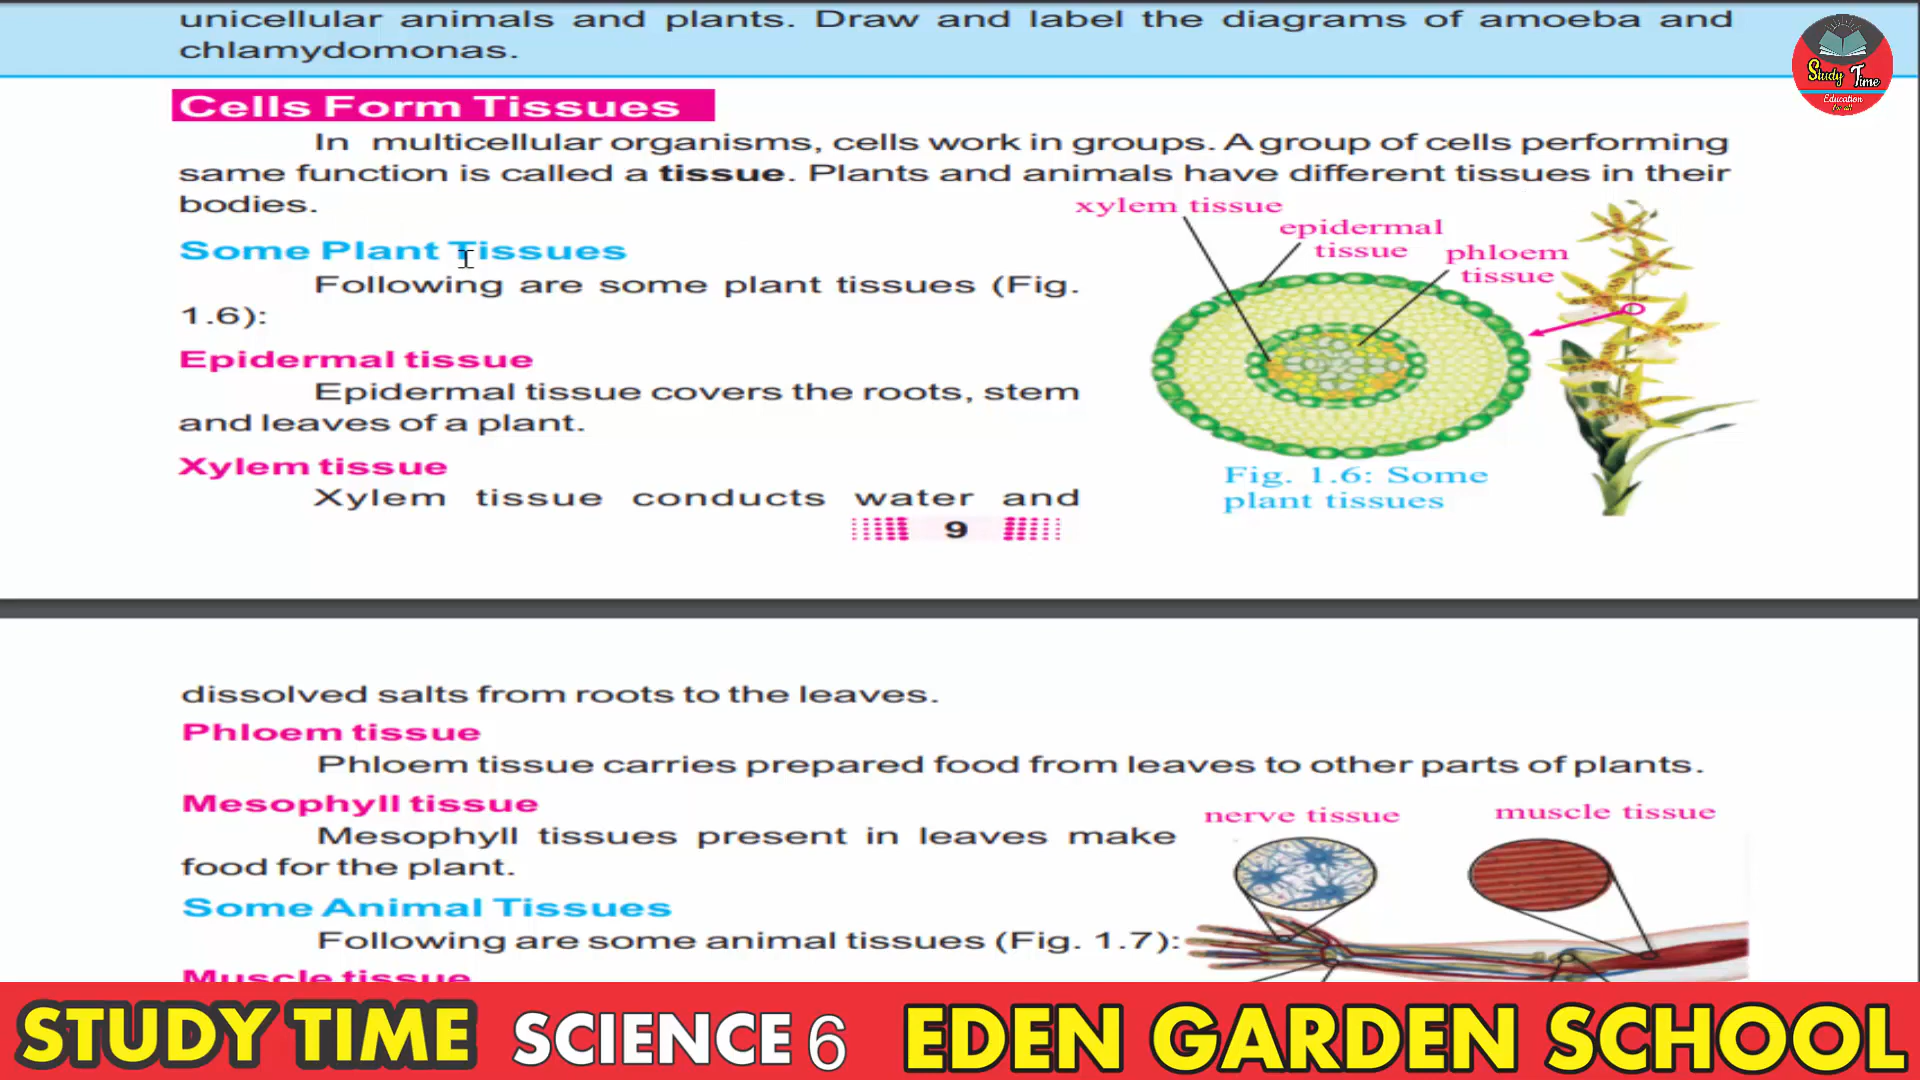 unicellular animals and plants. Draw and label the diagrams of amoeba and
chlamydomonas.
Study Time
Education
for all
Cells Form Tissues
In multicellular organisms, cells work in groups. A group of cells performing
same function is called a tissue. Plants and animals have different tissues in their
bodies.
Some Plant Tissues
Following are some plant tissues (Fig.
1.6):
Epidermal tissue
Epidermal tissue covers the roots, stem
and leaves of a plant.
Xylem tissue
Xylem tissue conducts water and
xylem tissue
epidermal
tissue
phloem
tissue
Fig. 1.6: Some
plant tissues
9
dissolved salts from roots to the leaves.
Phloem tissue
Phloem tissue carries prepared food from leaves to other parts of plants.
Mesophyll tissue
Mesophyll tissues present in leaves make
food for the plant.
Some Animal Tissues
Following are some animal tissues (Fig. 1.7):
Muscle tissue
nerve tissue
muscle tissue
STUDY TIME SCIENCE 6 EDEN GARDEN SCHOOL